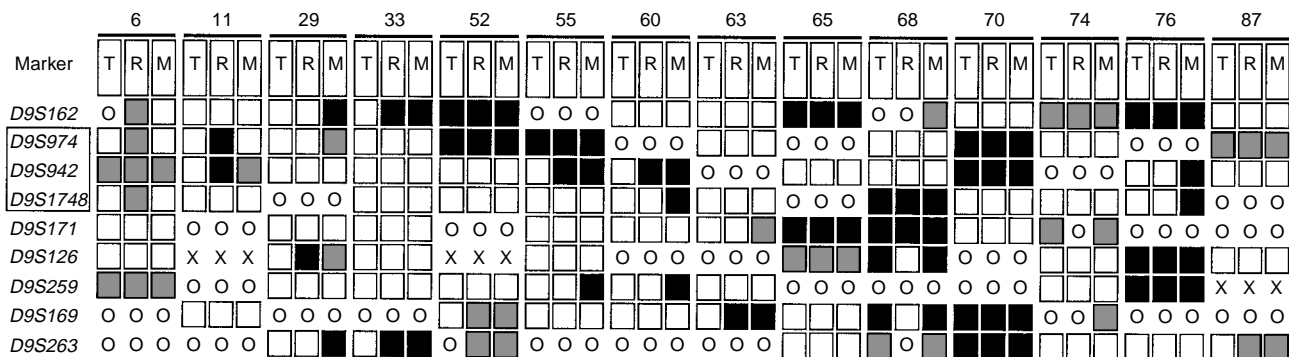 6 11 29 33 52 55 60 63 65 68 70 74 76 87
Marker T R M T R M T R M T R M T R M T R M T R M T R M T R M T R M T R M T R M T R M T R M
D9S162 O O O O O O
D9S974 O O O O O O O O O
D9S942 O O O O O O
D9S1748 O O O O O O O O O
D9S171 O O O O O O O O O O O O O
D9S126 X X X X X X O O O O O O O O O
D9S259 O O O O O O O O O O O O O O O X X X
D9S169 O O O O O O O O O O O O O O O O O O O O O
D9S263 O O O O O O O O O O O O O O O O